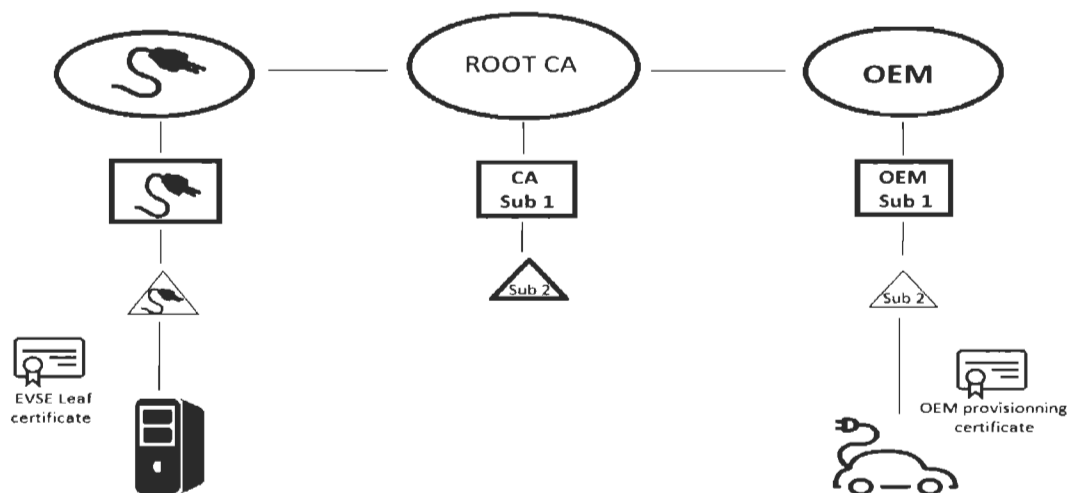 ROOT CA
OEM
CA
Sub 1
OEM
Sub 1
Sub 2
Sub 2
EVSE Leaf
certificate
OEM provisionning
certificate